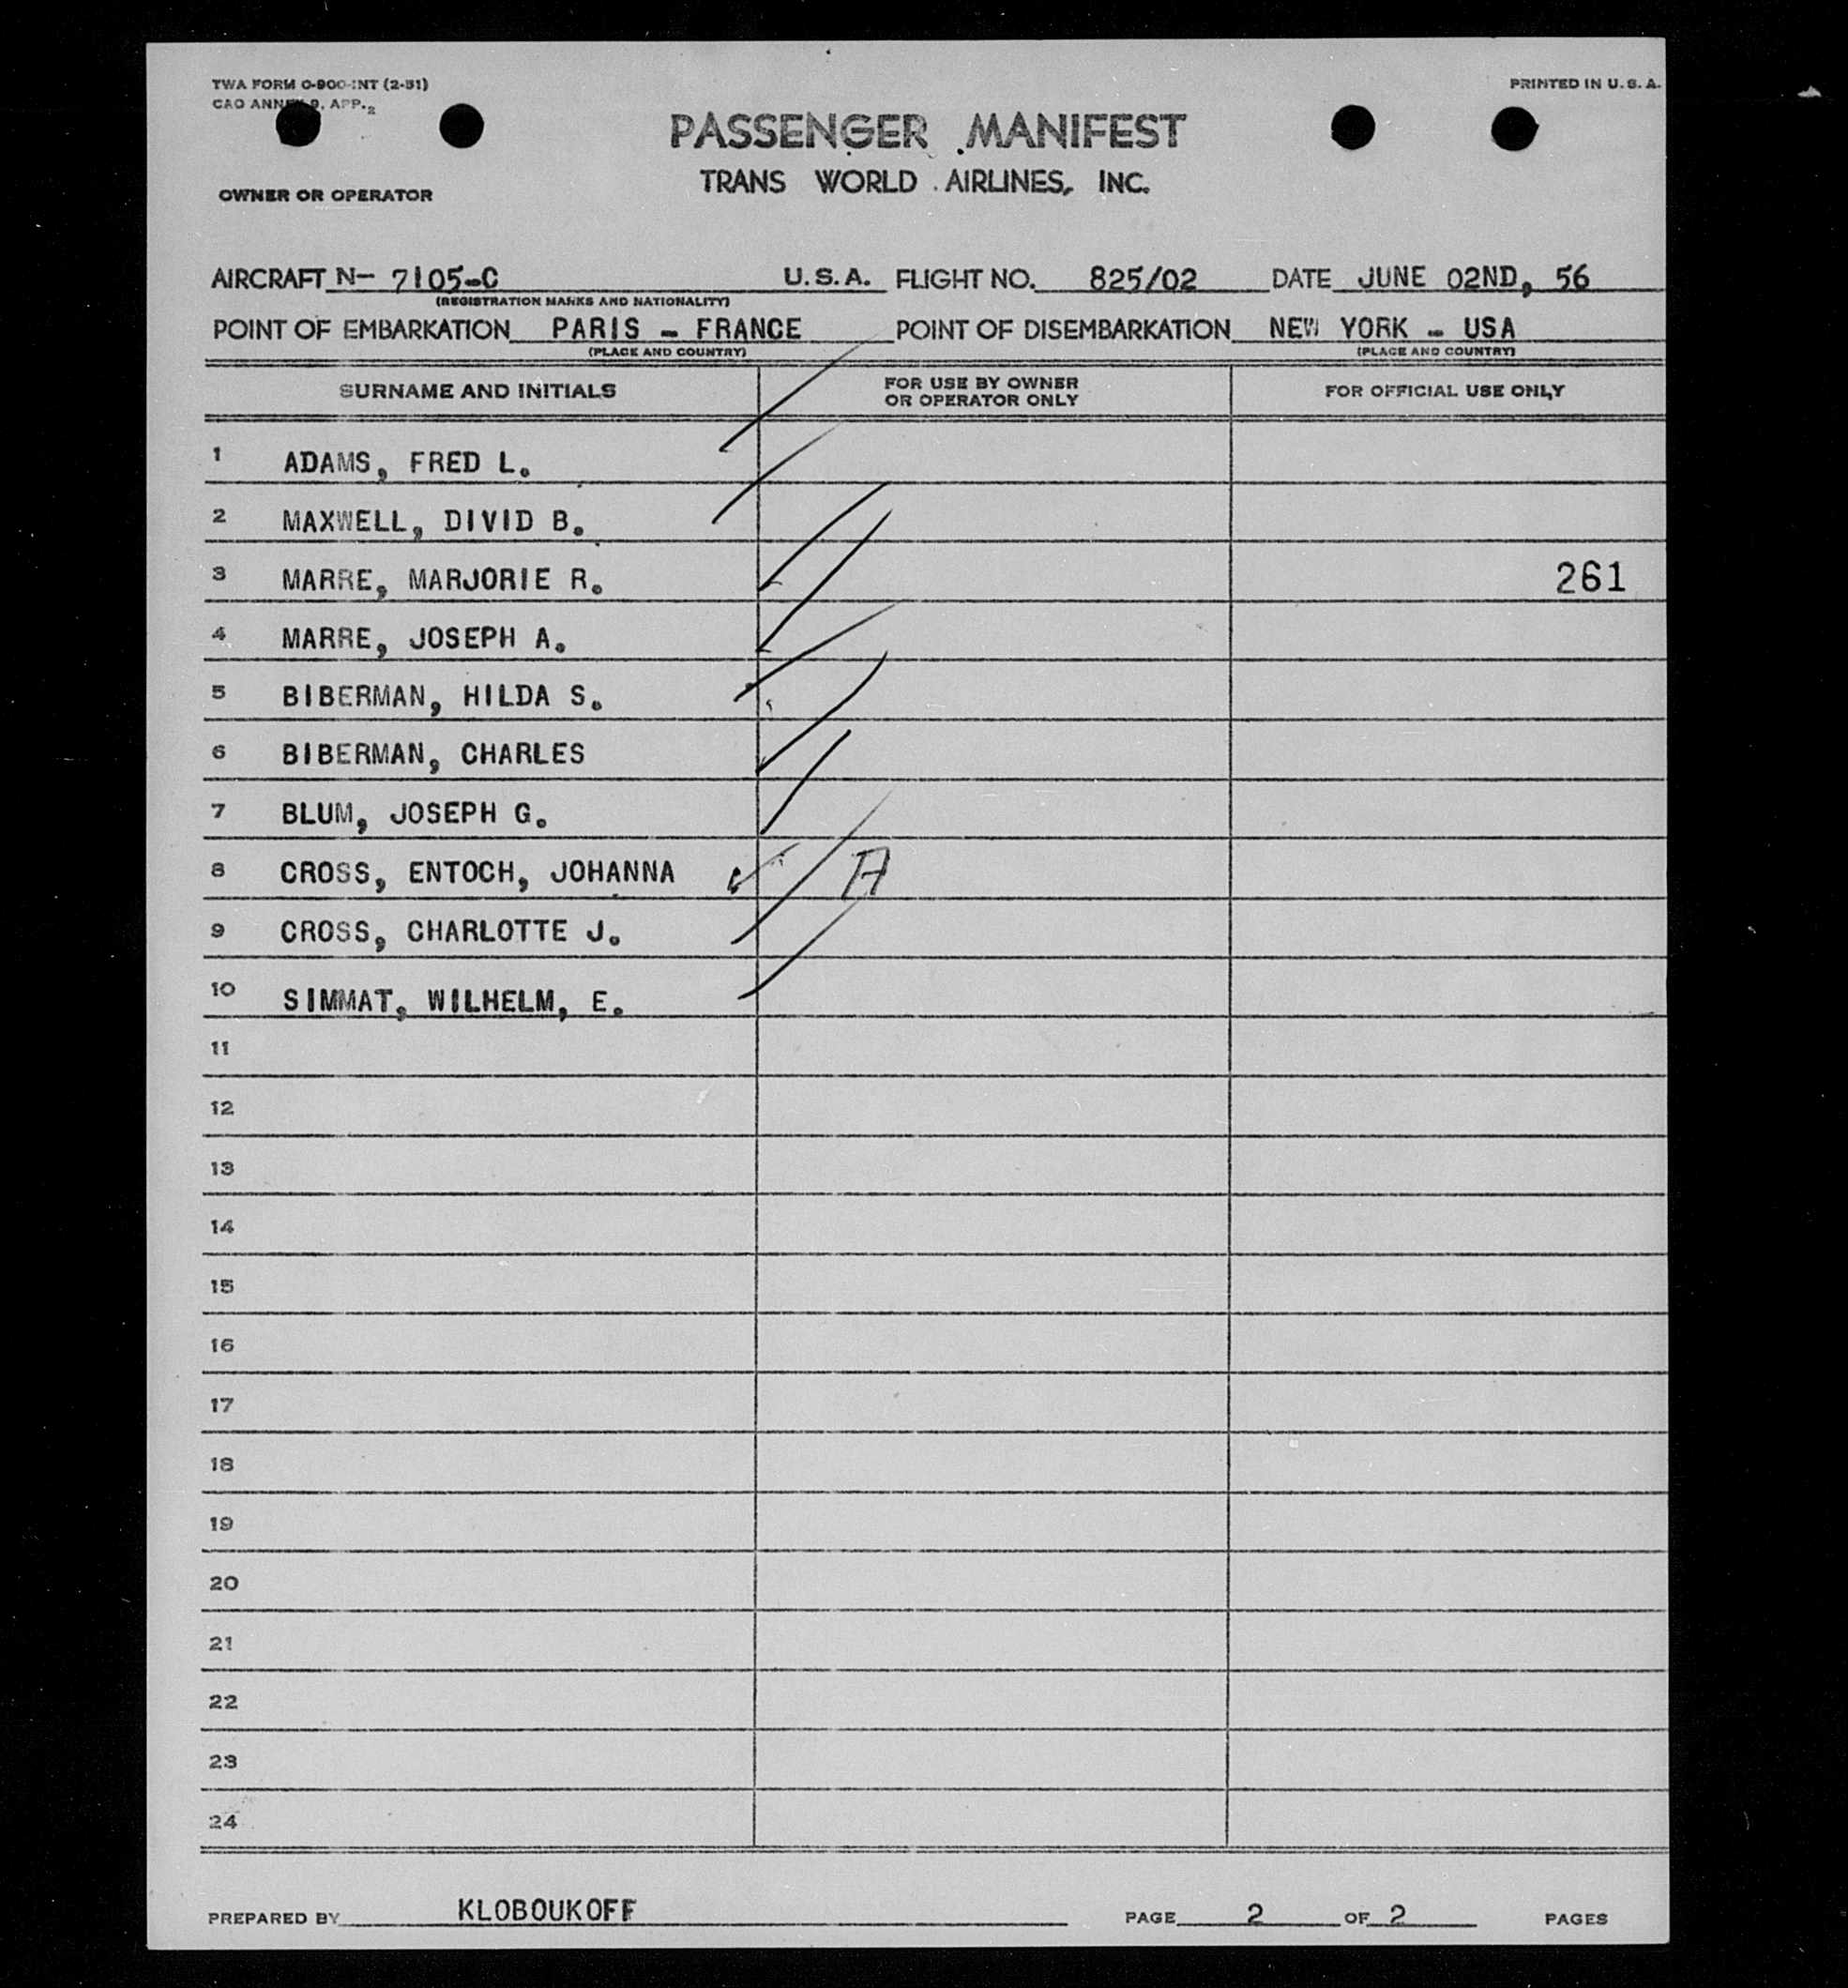 TWA FORM O-900-INT (2-51)
PRINTED IN U. S. A.
CAO ANNEX 9, APP. 2
PASSENGER MANIFEST
TRANS WORLD AIRLINES, INC.
OWNER OR OPERATOR
AIRCRAFT N- 7105-C U.S.A. FLIGHT NO. 825/02 DATE JUNE 02ND, 56
(REGISTRATION MARKS AND NATIONALITY)
POINT OF EMBARKATION PARIS - FRANCE POINT OF DISEMBARKATION NEW YORK - USA
(PLACE AND COUNTRY) (PLACE AND COUNTRY)
SURNAME AND INITIALS FOR USE BY OWNER OR OPERATOR ONLY FOR OFFICIAL USE ONLY
1 ADAMS, FRED L.
2 MAXWELL, DIVID B.
3 MARRE, MARJORIE R. 261
4 MARRE, JOSEPH A.
5 BIBERMAN, HILDA S.
6 BIBERMAN, CHARLES
7 BLUM, JOSEPH G.
8 CROSS, ENTOCH, JOHANNA A
9 CROSS, CHARLOTTE J.
10 SIMMAT, WILHELM, E.
11
12
13
14
15
16
17
18
19
20
21
22
23
24
PREPARED BY KLOBOUKOFF PAGE 2 OF 2 PAGES